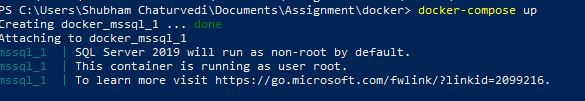 PS C:\Users\Shubham Chaturvedi\Documents\Assignment\docker> docker-compose up
Creating docker_mssql_1 ... done
Attaching to docker_mssql_1
mssql_1  | SQL Server 2019 will run as non-root by default.
mssql_1  | This container is running as user root.
mssql_1  | To learn more visit https://go.microsoft.com/fwlink/?linkid=2099216.